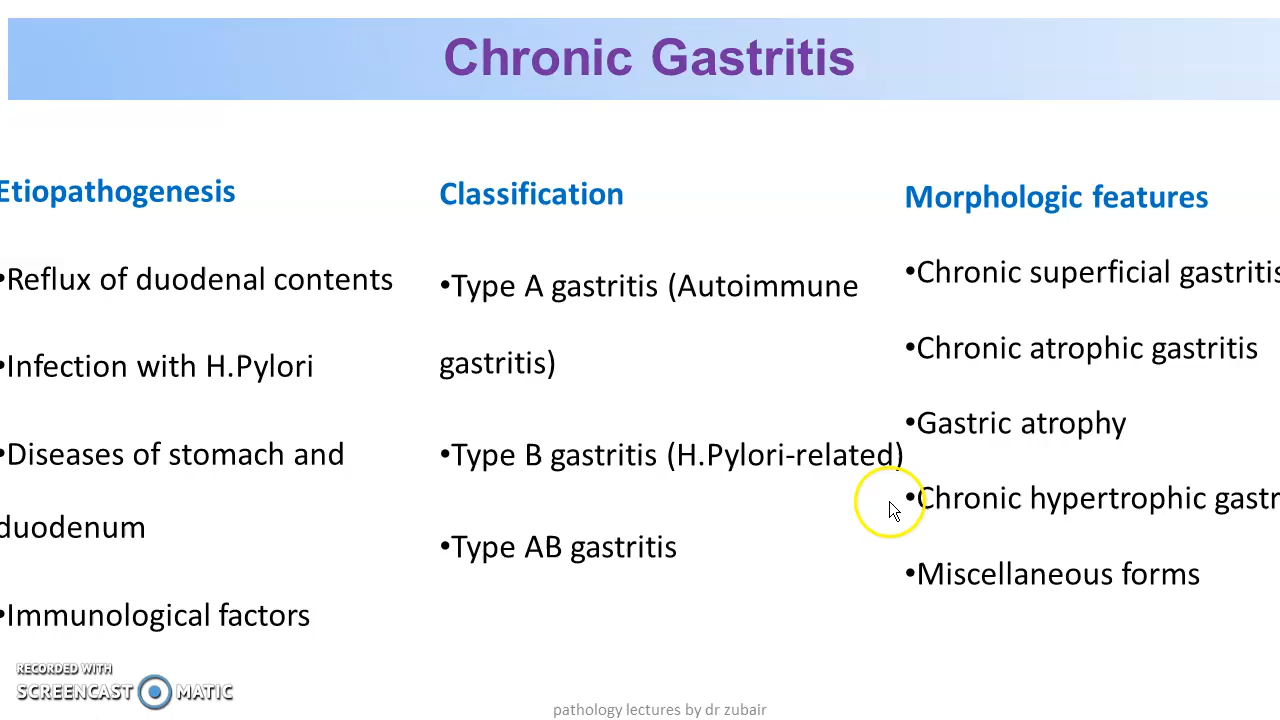 Chronic Gastritis
Etiopathogenesis
•Reflux of duodenal contents
•Infection with H.Pylori
•Diseases of stomach and
duodenum
•Immunological factors
Classification
•Type A gastritis (Autoimmune
gastritis)
•Type B gastritis (H.Pylori-related)
•Type AB gastritis
Morphologic features
•Chronic superficial gastritis
•Chronic atrophic gastritis
•Gastric atrophy
•Chronic hypertrophic gastr
•Miscellaneous forms
RECORDED WITH
SCREENCAST MATIC
pathology lectures by dr zubair